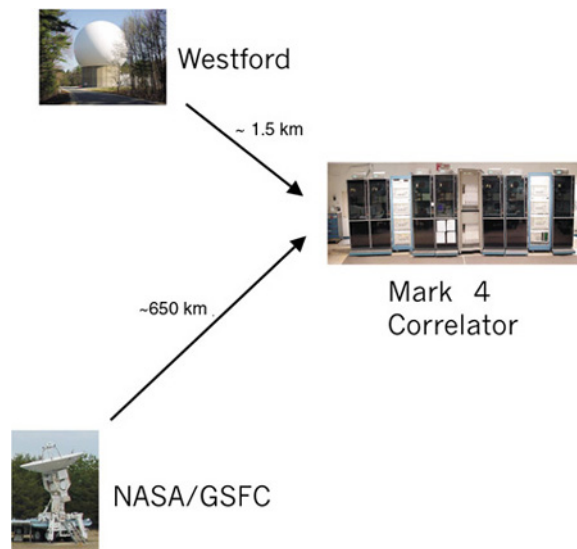 Westford
~ 1.5 km
Mark 4
Correlator
~650 km
NASA/GSFC